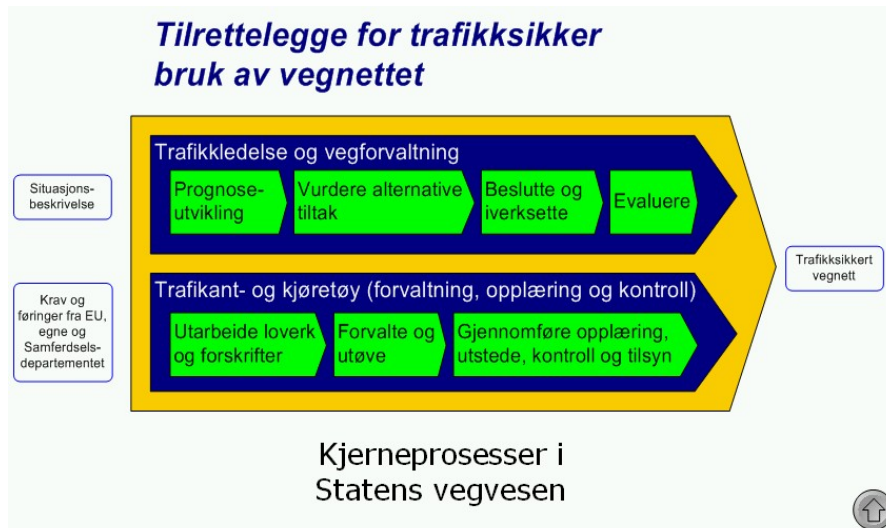 Tilrettelegge for trafikksikker
bruk av vegnettet
Situasjons-
beskrivelse
Krav og
føringer fra EU,
egne og
Samferdsels-
departementet
Trafikkledelse og vegforvaltning
Prognose-
utvikling
Vurdere alternative
tiltak
Beslutte og
iverksette
Evaluere
Trafikant- og kjøretøy (forvaltning, opplæring og kontroll)
Utarbeide loverk
og forskrifter
Forvalte og
utøve
Gjennomføre opplæring,
utstede, kontroll og tilsyn
Trafikksikkert
vegnett
Kjerneprosesser i
Statens vegvesen